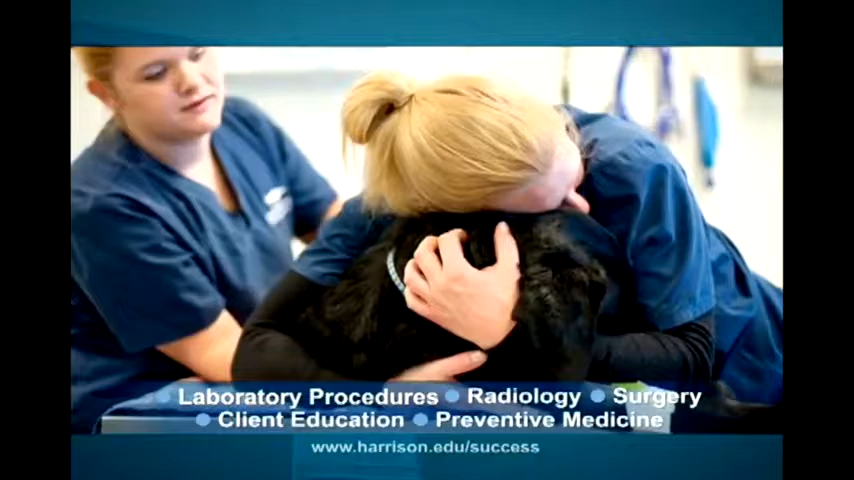 Laboratory Procedures Radiology Surgery
Client Education Preventive Medicine
www.harrison.edu/success